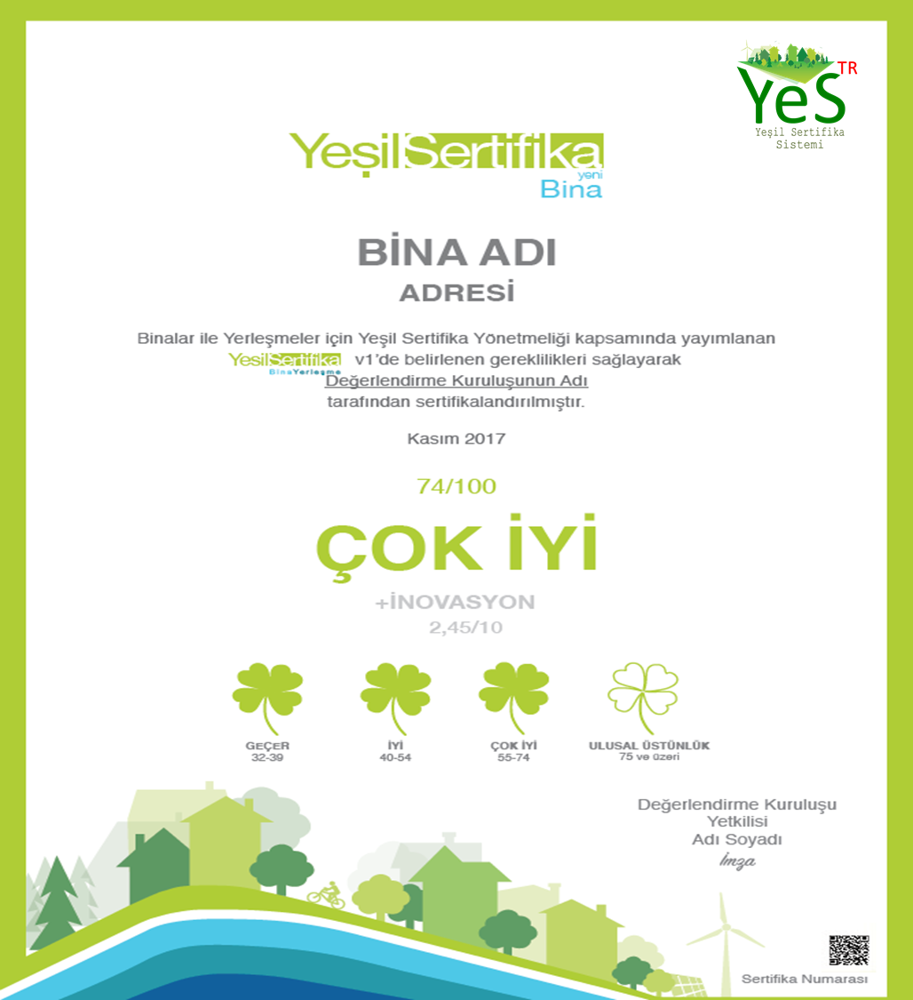 YeS TR
Yeşil Sertifika
Sistemi
YeşilSertifika
yeni
Bina
BİNA ADI
ADRESİ
Binalar ile Yerleşmeler için Yeşil Sertifika Yönetmeliği kapsamında yayımlanan
YeşilSertifika v1'de belirlenen gereklilikleri sağlayarak
BinaYerleşme
Değerlendirme Kuruluşunun Adı
tarafından sertifikalandırılmıştır.
Kasım 2017
74/100
ÇOK İYİ
+İNOVASYON
2,45/10
GEÇER İYİ ÇOK İYİ ULUSAL ÜSTÜNLÜK
32-39 40-54 55-74 75 ve üzeri
Değerlendirme Kuruluşu
Yetkilisi
Adı Soyadı
İmza
Sertifika Numarası